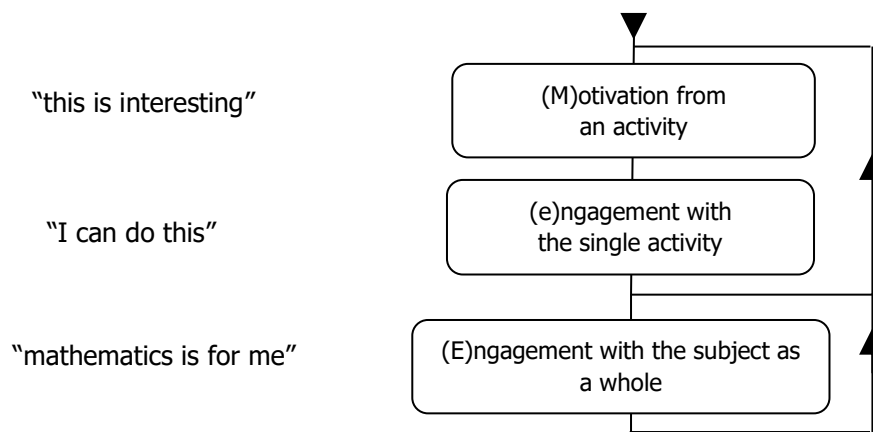 “this is interesting”
(M)otivation from
an activity
“I can do this”
(e)ngagement with
the single activity
“mathematics is for me”
(E)ngagement with the subject as
a whole